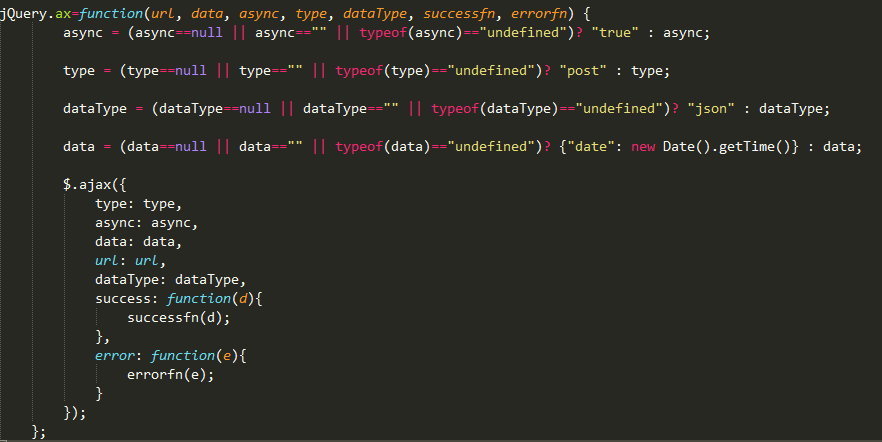 jQuery.ax=function(url, data, async, type, dataType, successfn, errorfn) {
async = (async==null || async=="" || typeof(async)=="undefined")? "true" : async;
type = (type==null || type=="" || typeof(type)=="undefined")? "post" : type;
dataType = (dataType==null || dataType=="" || typeof(dataType)=="undefined")? "json" : dataType;
data = (data==null || data=="" || typeof(data)=="undefined")? {"date": new Date().getTime()} : data;
$.ajax({
type: type,
async: async,
data: data,
url: url,
dataType: dataType,
success: function(d){
successfn(d);
},
error: function(e){
errorfn(e);
}
});
};